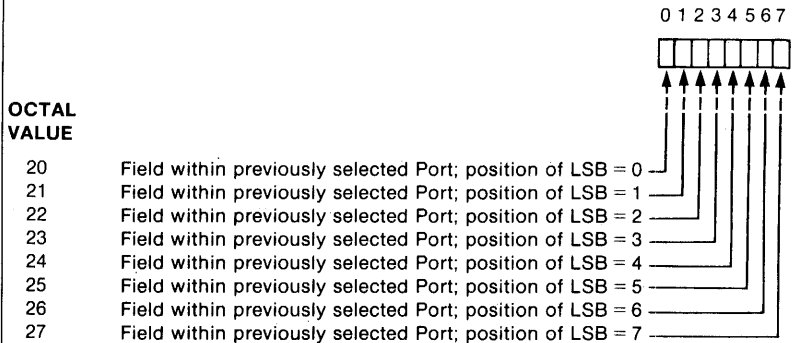 0 1 2 3 4 5 6 7
OCTAL
VALUE
20 Field within previously selected Port; position of LSB = 0
21 Field within previously selected Port; position of LSB = 1
22 Field within previously selected Port; position of LSB = 2
23 Field within previously selected Port; position of LSB = 3
24 Field within previously selected Port; position of LSB = 4
25 Field within previously selected Port; position of LSB = 5
26 Field within previously selected Port; position of LSB = 6
27 Field within previously selected Port; position of LSB = 7